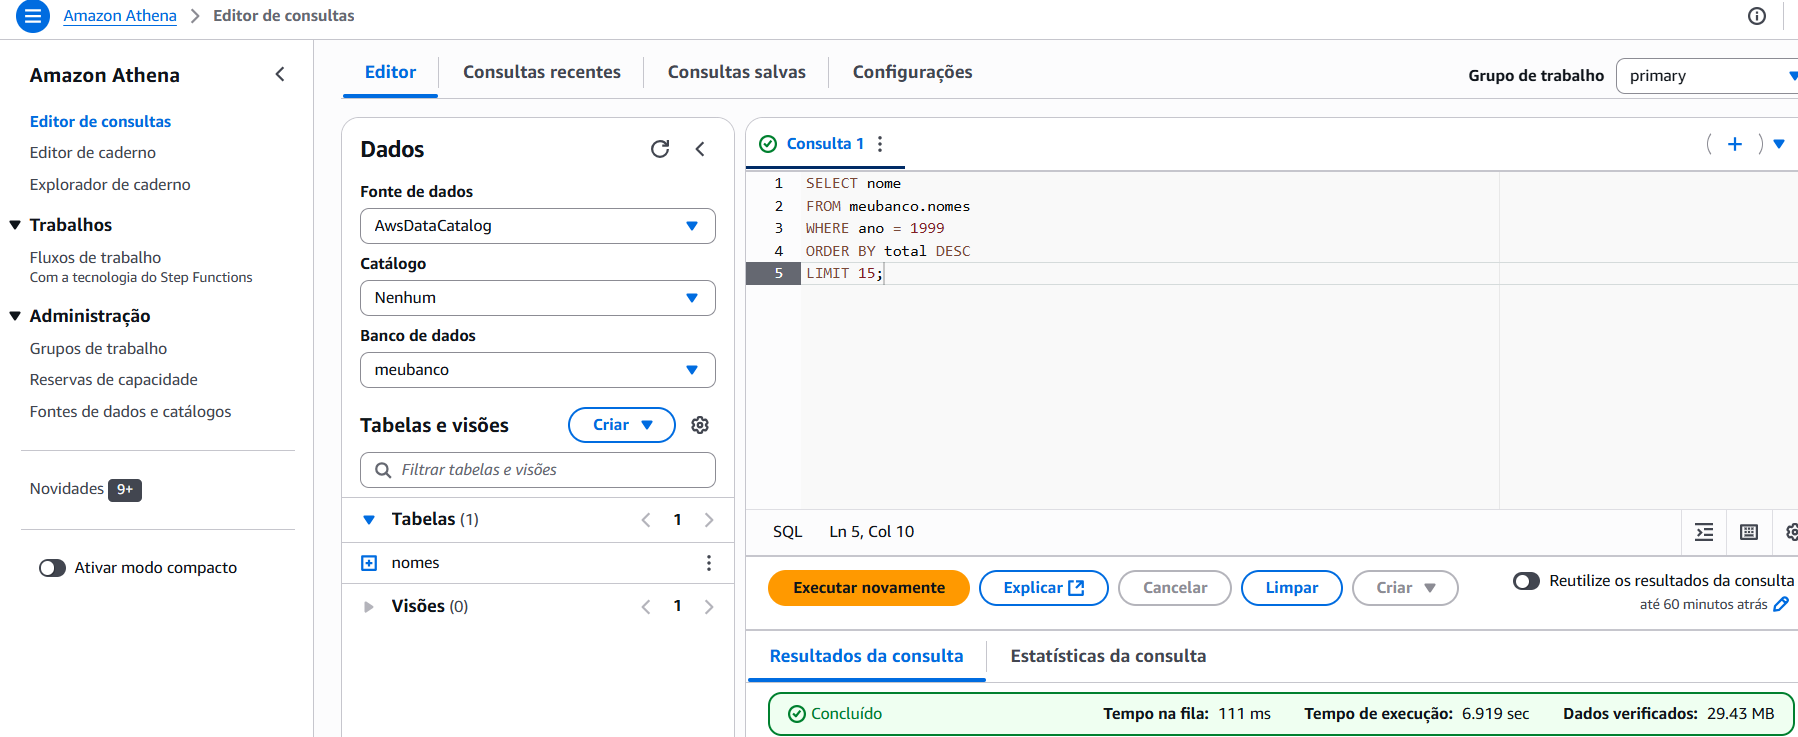 Amazon Athena > Editor de consultas
Amazon Athena
Editor de consultas
Editor de caderno
Explorador de caderno
Trabalhos
Fluxos de trabalho
Com a tecnologia do Step Functions
Administração
Grupos de trabalho
Reservas de capacidade
Fontes de dados e catálogos
Novidades 9+
Ativar modo compacto
Editor Consultas recentes Consultas salvas Configurações
Grupo de trabalho primary
Dados
Fonte de dados
AwsDataCatalog
Catálogo
Nenhum
Banco de dados
meubanco
Tabelas e visões Criar
Filtrar tabelas e visões
Tabelas (1) < 1 >
nomes
Visões (0) < 1 >
Consulta 1
1 SELECT nome
2 FROM meubanco.nomes
3 WHERE ano = 1999
4 ORDER BY total DESC
5 LIMIT 15;
SQL Ln 5, Col 10
Executar novamente Explicar Cancelar Limpar Criar
Reutilize os resultados da consulta
até 60 minutos atrás
Resultados da consulta Estatísticas da consulta
Concluído Tempo na fila: 111 ms Tempo de execução: 6.919 sec Dados verificados: 29.43 MB